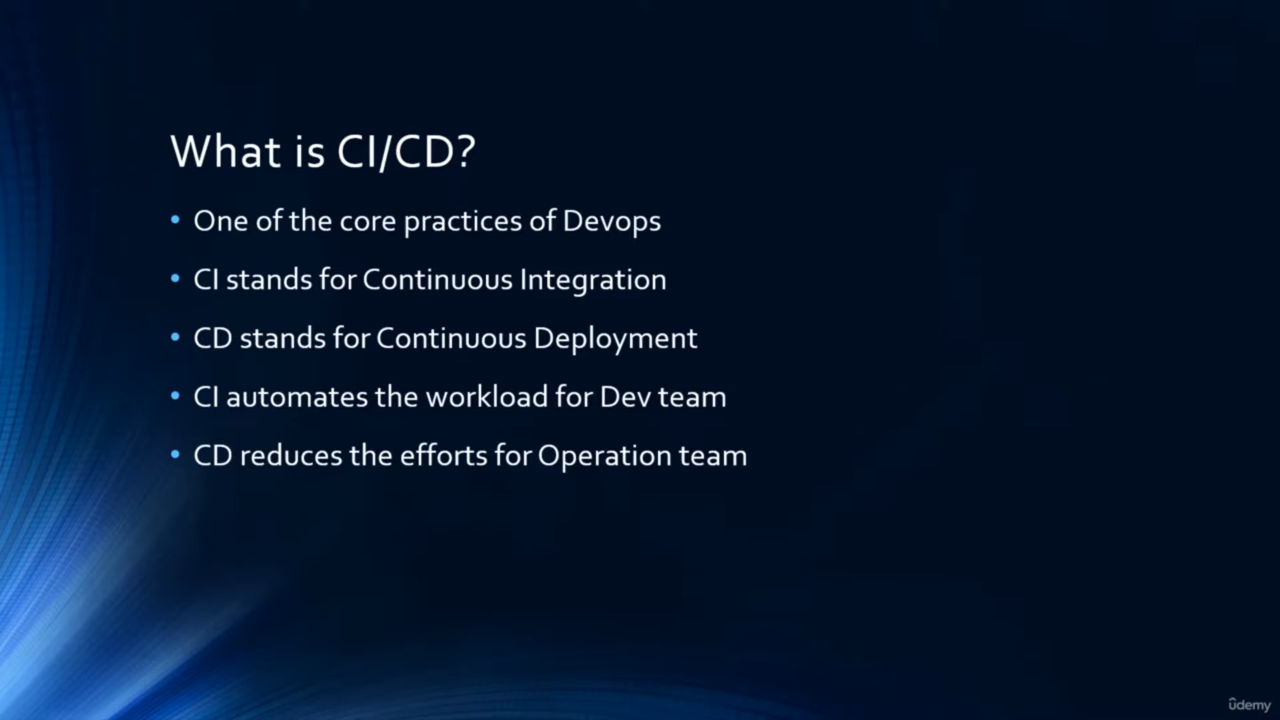 What is CI/CD?
• One of the core practices of Devops
• CI stands for Continuous Integration
• CD stands for Continuous Deployment
• CI automates the workload for Dev team
• CD reduces the efforts for Operation team
ûdemy